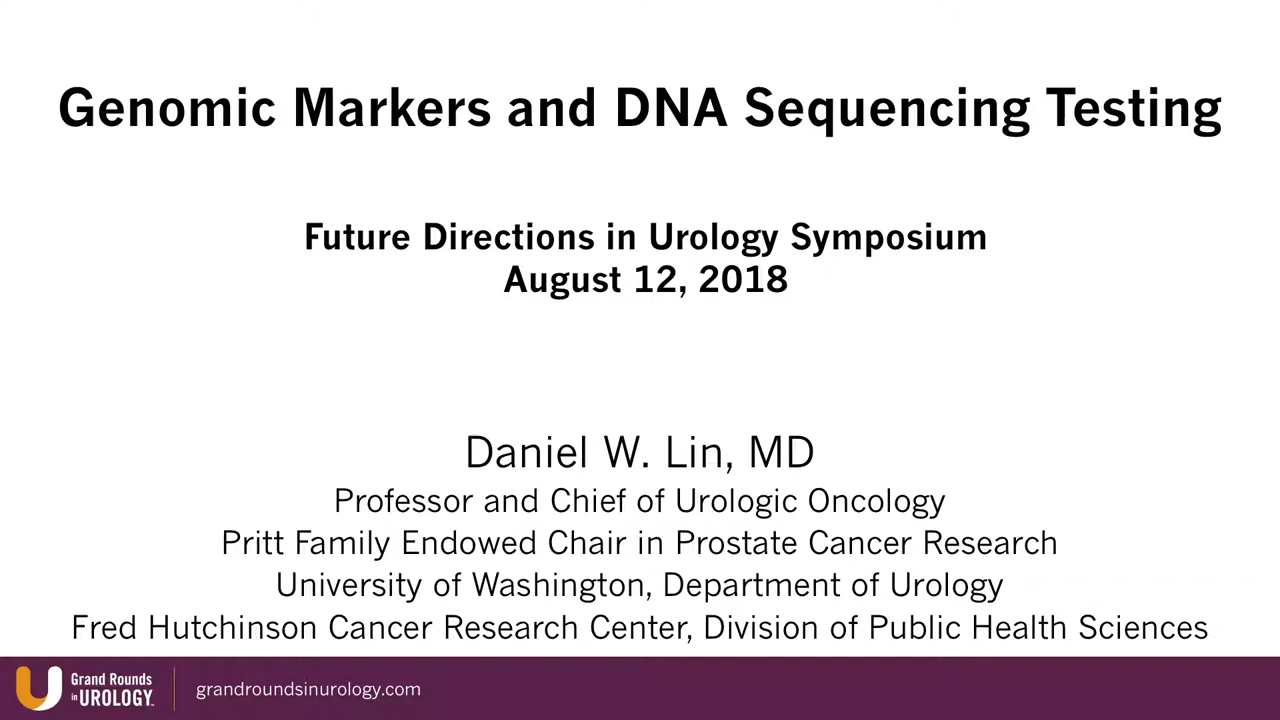 Genomic Markers and DNA Sequencing Testing
Future Directions in Urology Symposium
August 12, 2018
Daniel W. Lin, MD
Professor and Chief of Urologic Oncology
Pritt Family Endowed Chair in Prostate Cancer Research
University of Washington, Department of Urology
Fred Hutchinson Cancer Research Center, Division of Public Health Sciences
Grand Rounds
in UROLOGY™
grandroundsinurology.com